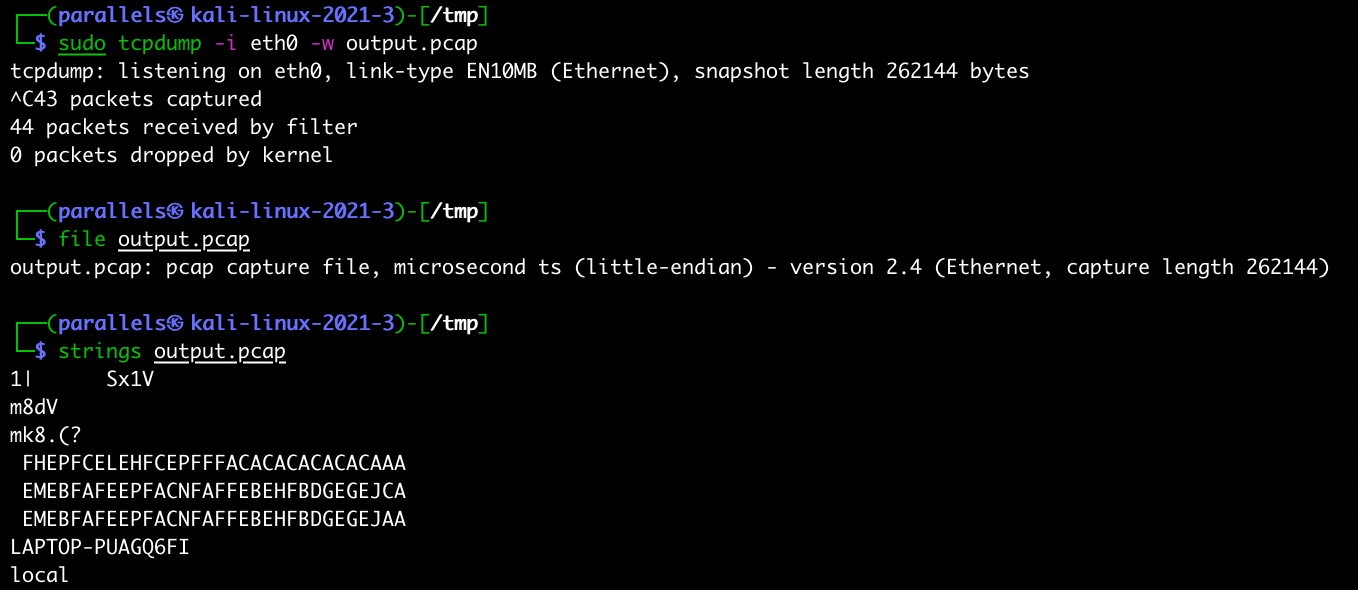 ┌──(parallels㉿kali-linux-2021-3)-[/tmp]
└─$ sudo tcpdump -i eth0 -w output.pcap
tcpdump: listening on eth0, link-type EN10MB (Ethernet), snapshot length 262144 bytes
^C43 packets captured
44 packets received by filter
0 packets dropped by kernel
┌──(parallels㉿kali-linux-2021-3)-[/tmp]
└─$ file output.pcap
output.pcap: pcap capture file, microsecond ts (little-endian) - version 2.4 (Ethernet, capture length 262144)
┌──(parallels㉿kali-linux-2021-3)-[/tmp]
└─$ strings output.pcap
1|      Sx1V
m8dV
mk8.(?
 FHEPFCELEHFCEPFFFACACACACACACAAA
 EMEBFAFEEPFACNFAFFEBEHFBDGEGEJCA
 EMEBFAFEEPFACNFAFFEBEHFBDGEGEJAA
LAPTOP-PUAGQ6FI
local